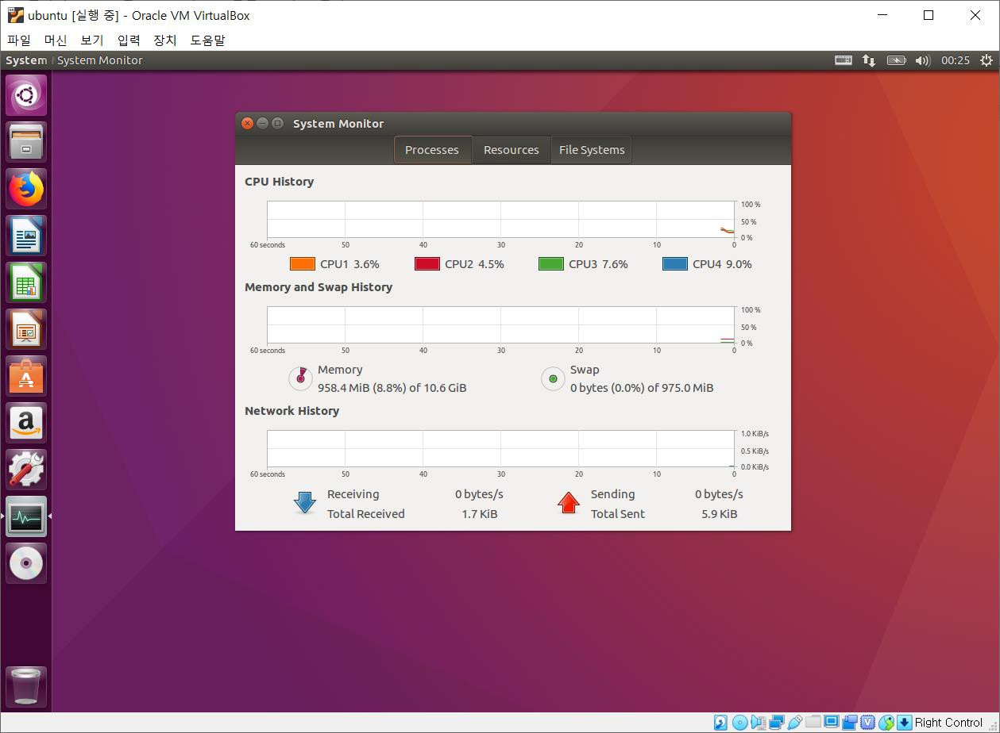 ubuntu [실행 중] - Oracle VM VirtualBox
파일 머신 보기 입력 장치 도움말
System System Monitor 00:25
System Monitor
Processes Resources File Systems
CPU History
100 %
50 %
0 %
60 seconds 50 40 30 20 10 0
CPU1 3.6% CPU2 4.5% CPU3 7.6% CPU4 9.0%
Memory and Swap History
100 %
50 %
0 %
60 seconds 50 40 30 20 10 0
Memory Swap
958.4 MiB (8.8%) of 10.6 GiB 0 bytes (0.0%) of 975.0 MiB
Network History
1.0 KiB/s
0.5 KiB/s
0.0 KiB/s
60 seconds 50 40 30 20 10 0
Receiving 0 bytes/s Sending 0 bytes/s
Total Received 1.7 KiB Total Sent 5.9 KiB
Right Control